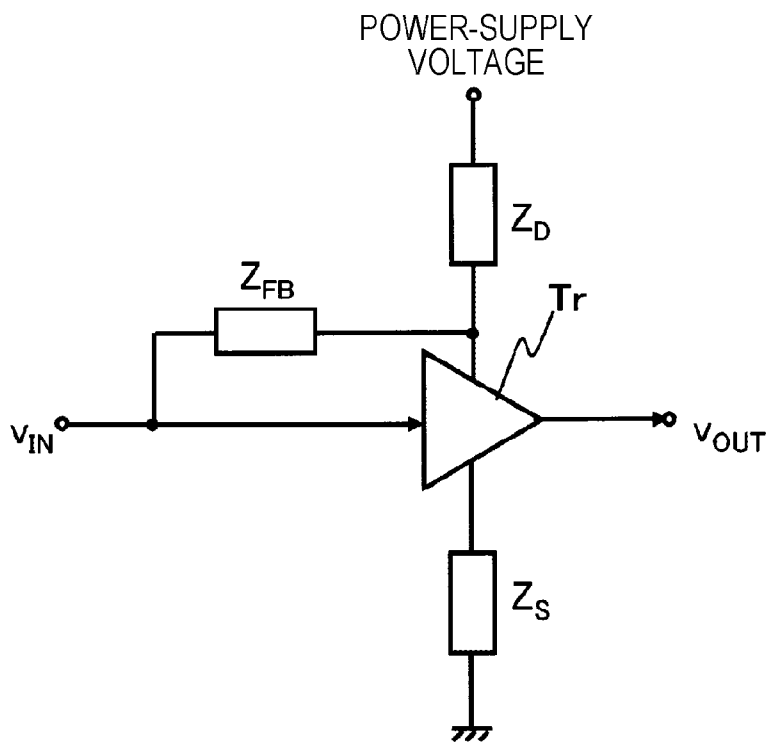 POWER-SUPPLY
VOLTAGE
Z_D
Z_FB
Tr
v_IN
v_OUT
Z_S